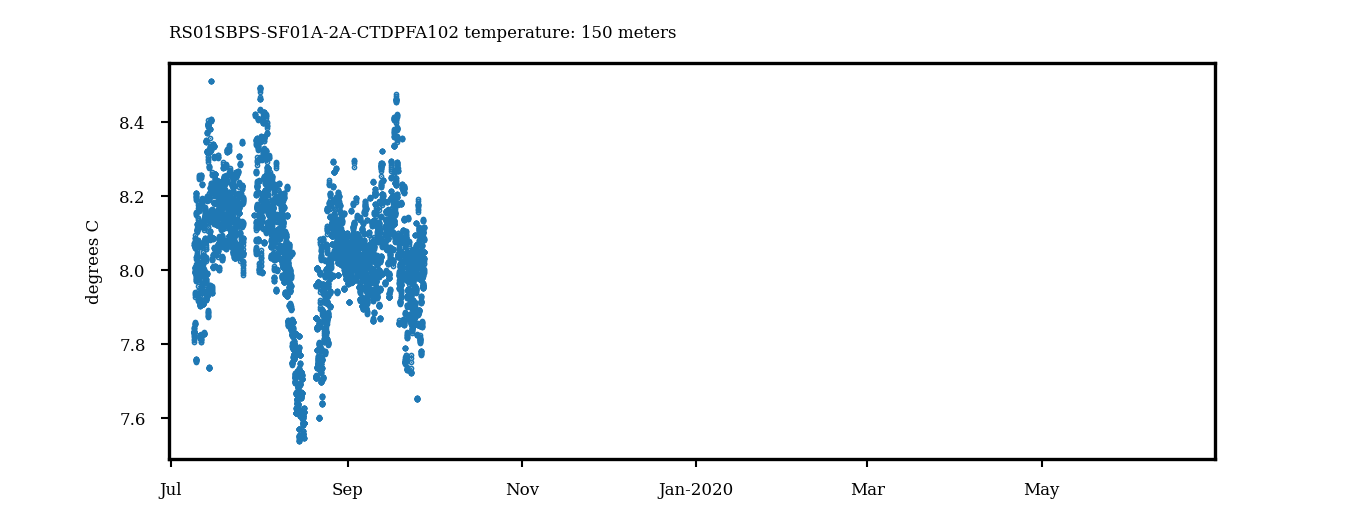 RS01SBPS-SF01A-2A-CTDPFA102 temperature: 150 meters
degrees C
8.4
8.2
8.0
7.8
7.6
Jul Sep Nov Jan-2020 Mar May